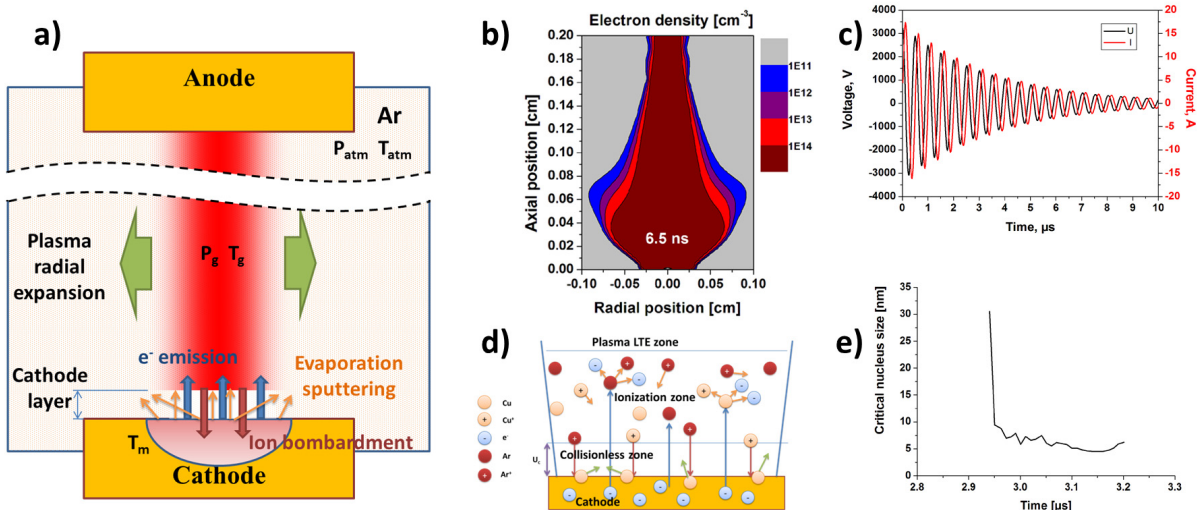 a)
Anode
Ar
Patm Tatm
Plasma
radial
expansion
Pg Tg
e- emission
Evaporation
sputtering
Cathode
layer
Tm
Ion bombardment
Cathode
b)
Electron density [cm-3]
Axial position [cm]
0.20
0.18
0.16
0.14
0.12
0.10
0.08
0.06
0.04
0.02
0.00
6.5 ns
1E11
1E12
1E13
1E14
-0.10 -0.05 0.00 0.05 0.10
Radial position [cm]
c)
Voltage, V
4000
3000
2000
1000
0
-1000
-2000
-3000
-4000
U
I
20
15
10
5
0
-5
-10
-15
-20
Current, A
0 1 2 3 4 5 6 7 8 9 10
Time, µs
d)
Plasma LTE zone
Ionization zone
Collisionless zone
Uc
Cathode
Cu
Cu+
e-
Ar
Ar+
+ -
e)
Critical nucleus size [nm]
35
30
25
20
15
10
5
0
2.8 2.9 3.0 3.1 3.2 3.3
Time [µs]